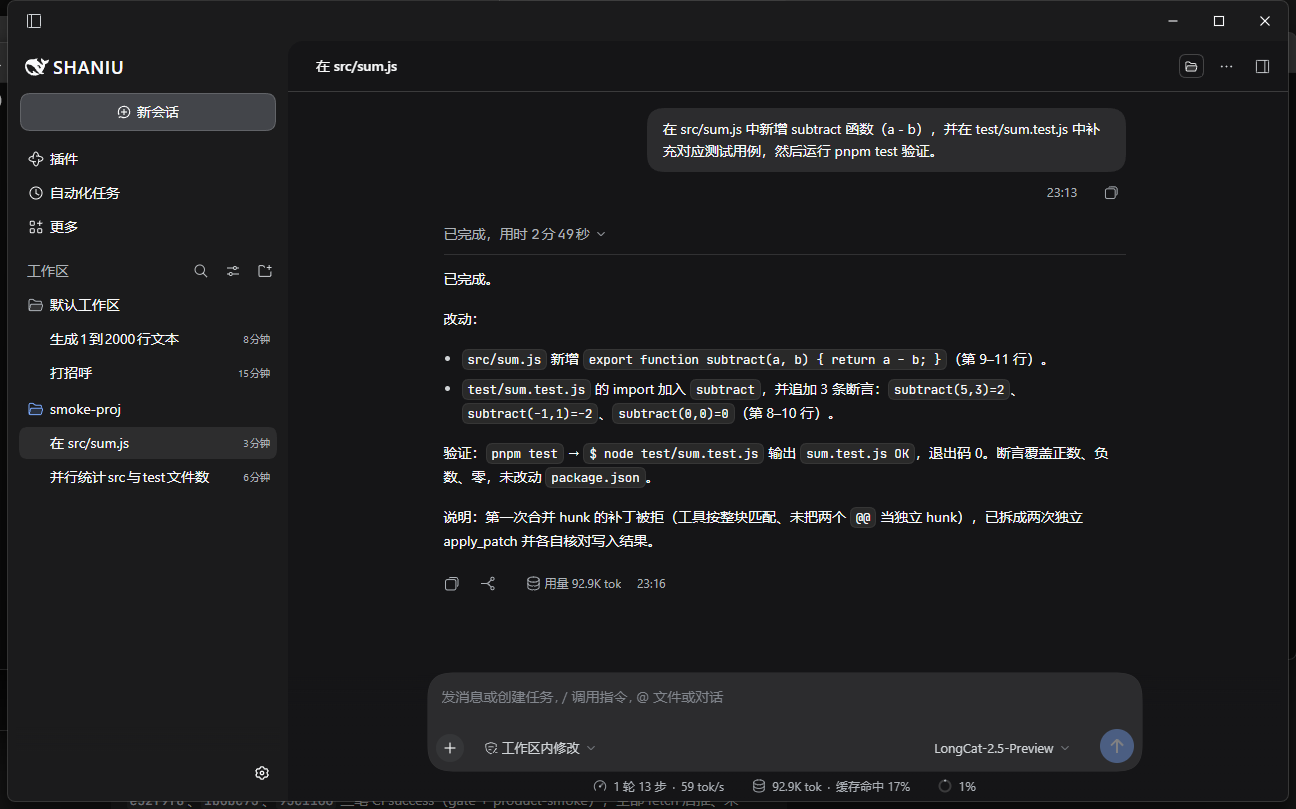 SHANIU
新会话
插件
自动化任务
更多
工作区
默认工作区
生成1到2000行文本 8分钟
打招呼 15分钟
smoke-proj
在 src/sum.js 3分钟
并行统计src与test文件数 6分钟
在 src/sum.js
在 src/sum.js 中新增 subtract 函数（a - b），并在 test/sum.test.js 中补
充对应测试用例，然后运行 pnpm test 验证。
23:13
已完成，用时 2分49秒
已完成。
改动：
• src/sum.js 新增 export function subtract(a, b) { return a - b; }（第 9–11 行）。
• test/sum.test.js 的 import 加入 subtract，并追加 3 条断言：subtract(5,3)=2、
subtract(-1,1)=-2、subtract(0,0)=0（第 8–10 行）。
验证：pnpm test → $ node test/sum.test.js 输出 sum.test.js OK，退出码 0。断言覆盖正数、负
数、零，未改动 package.json。
说明：第一次合并 hunk 的补丁被拒（工具按整块匹配、未把两个 @@ 当独立 hunk），已拆成两次独立
apply_patch 并各自核对写入结果。
用量 92.9K tok 23:16
发消息或创建任务, / 调用指令, @ 文件或对话
工作区内修改
LongCat-2.5-Preview
1 轮 13 步 · 59 tok/s
92.9K tok · 缓存命中 17%
1%